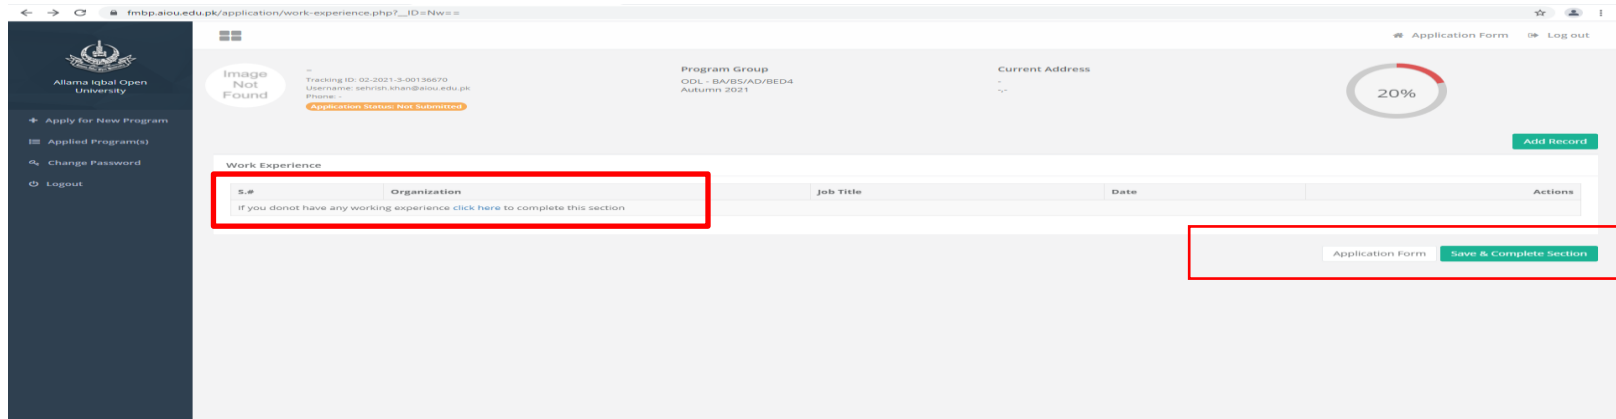 fmbp.aiou.edu.pk/application/work-experience.php?__ID=Nw==
Application Form Log out
Allama Iqbal Open
University
Apply for New Program
Applied Program(s)
Change Password
Logout
Image
Not
Found
-
Tracking ID: 02-2021-3-00136670
Username: sehrish.khan@aiou.edu.pk
Phone: -
Application Status: Not Submitted
Program Group
ODL - BA/BS/AD/BED4
Autumn 2021
Current Address
-
-,-
20%
Add Record
Work Experience
S.# Organization Job Title Date Actions
If you donot have any working experience click here to complete this section
Application Form Save & Complete Section